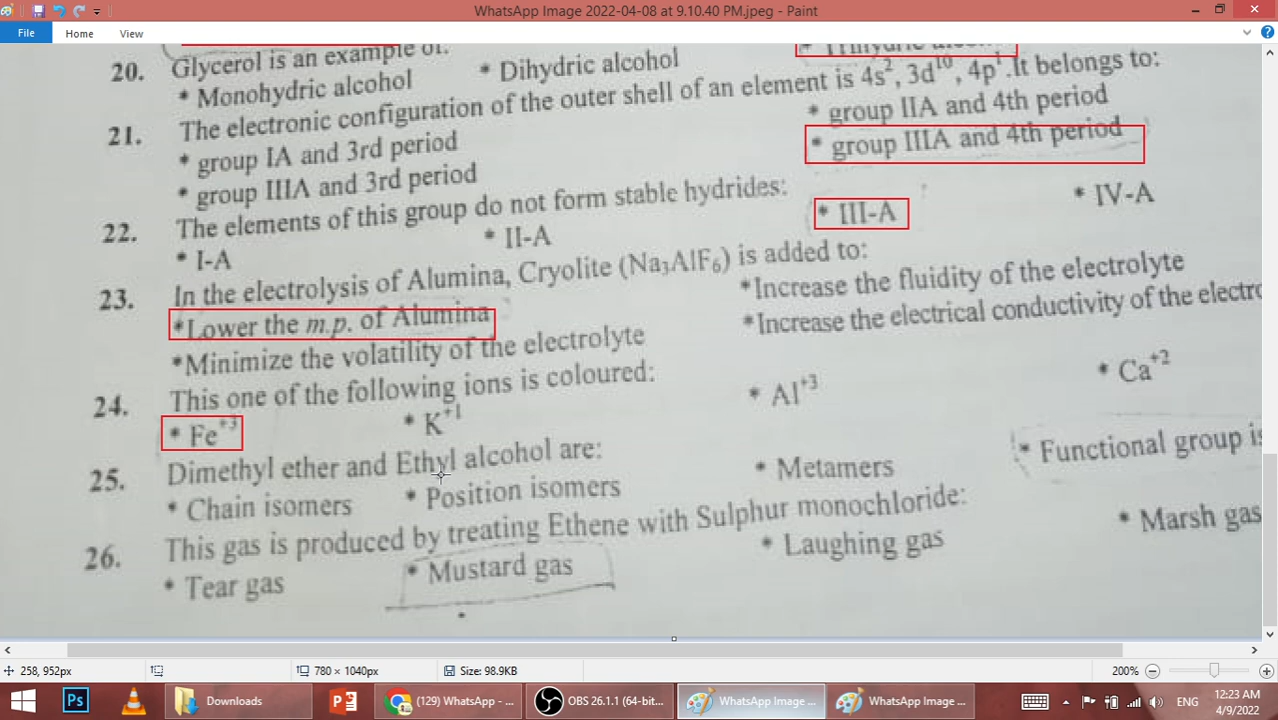 WhatsApp Image 2022-04-08 at 9.10.40 PM.jpeg - Paint
File Home View
20. Glycerol is an example of:
* Monohydric alcohol * Dihydric alcohol * Trihydric
21. The electronic configuration of the outer shell of an element is 4s², 3d¹⁰, 4p¹. It belongs to:
* group IA and 3rd period * group IIA and 4th period
* group IIIA and 3rd period * group IIIA and 4th period
22. The elements of this group do not form stable hydrides:
* I-A * II-A * III-A * IV-A
23. In the electrolysis of Alumina, Cryolite (Na₃AlF₆) is added to:
*Lower the m.p. of Alumina *Increase the fluidity of the electrolyte
*Minimize the volatility of the electrolyte *Increase the electrical conductivity of the electro
24. This one of the following ions is coloured:
* Fe⁺³ * K⁺¹ * Al⁺³ * Ca⁺²
25. Dimethyl ether and Ethyl alcohol are:
* Chain isomers * Position isomers * Metamers * Functional group is
26. This gas is produced by treating Ethene with Sulphur monochloride:
* Tear gas * Mustard gas * Laughing gas * Marsh gas
258, 952px 780 × 1040px Size: 98.9KB 200%
Ps Downloads (129) WhatsApp - ... OBS 26.1.1 (64-bit... WhatsApp Image ... WhatsApp Image ... ENG 12:23 AM
4/9/2022